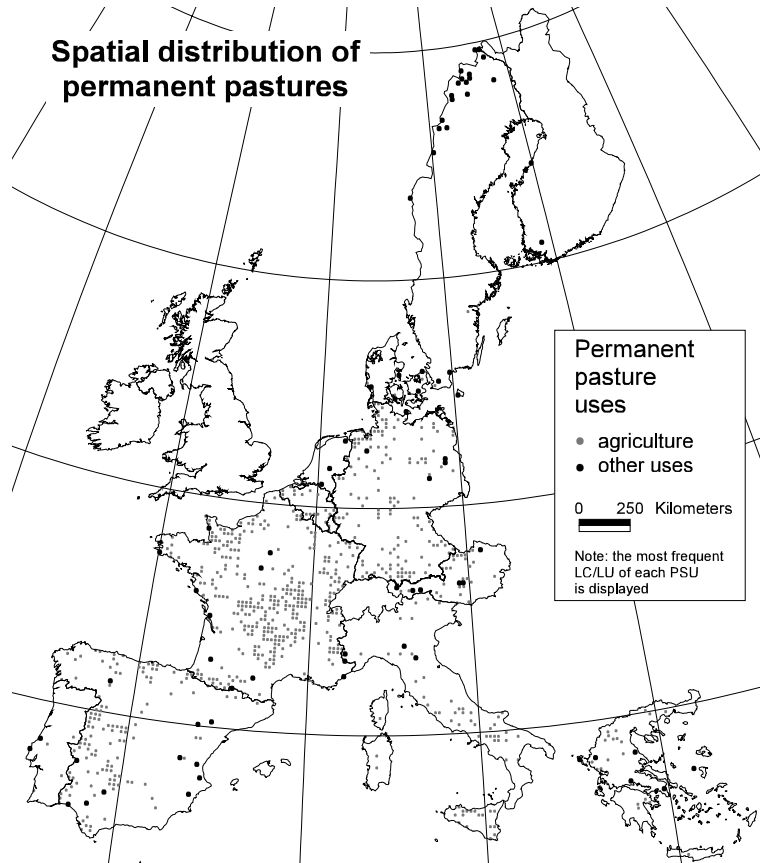 Spatial distribution of
permanent pastures
Permanent
pasture
uses
agriculture
other uses
0 250 Kilometers
Note: the most frequent
LC/LU of each PSU
is displayed